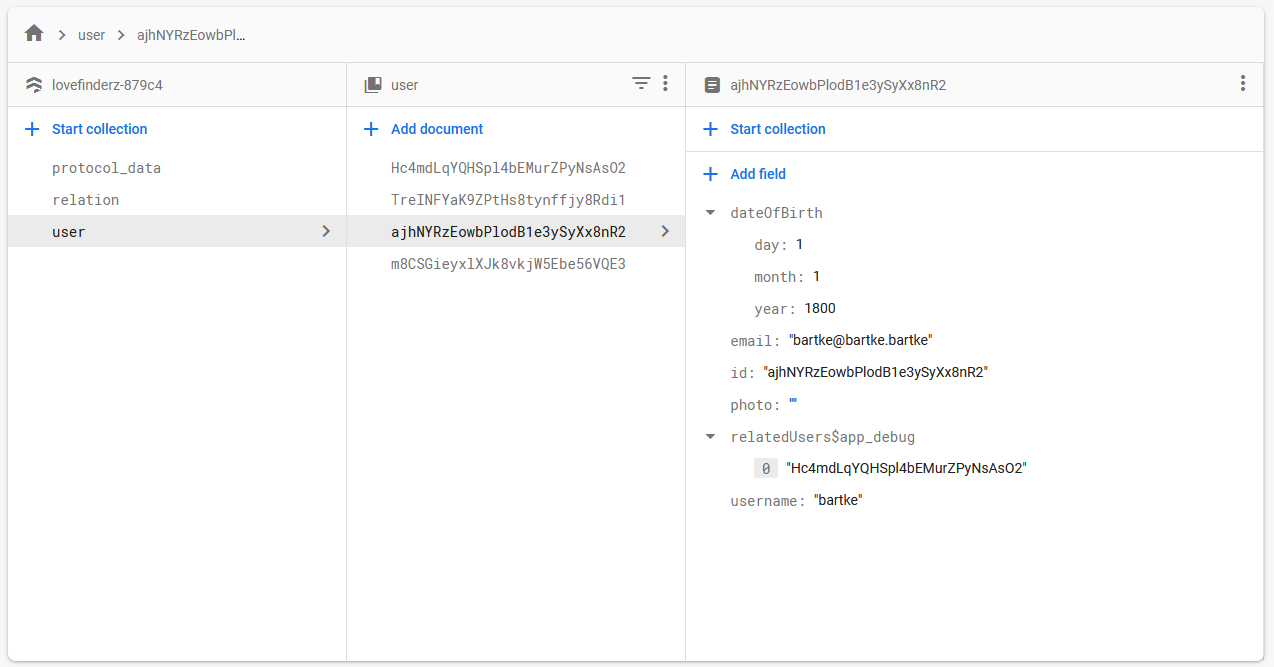 user
ajhNYRzEowbPl…
lovefinderz-879c4
Start collection
protocol_data
relation
user
user
Add document
Hc4mdLqYQHSpl4bEMurZPyNsAsO2
TreINFYaK9ZPtHs8tynffjy8Rdi1
ajhNYRzEowbPlodB1e3ySyXx8nR2
m8CSGieyxlXJk8vkjW5Ebe56VQE3
ajhNYRzEowbPlodB1e3ySyXx8nR2
Start collection
Add field
dateOfBirth
day: 1
month: 1
year: 1800
email: "bartke@bartke.bartke"
id: "ajhNYRzEowbPlodB1e3ySyXx8nR2"
photo: ""
relatedUsers$app_debug
0 "Hc4mdLqYQHSpl4bEMurZPyNsAsO2"
username: "bartke"